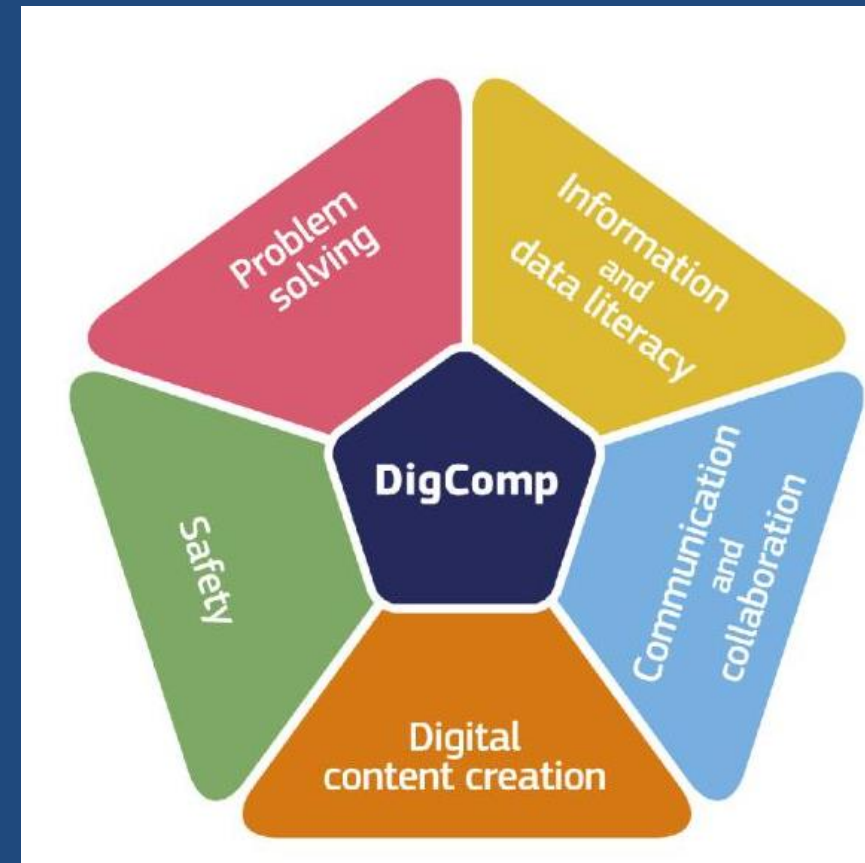 Problem
solving
Information
and
data literacy
DigComp
Communication
and
collaboration
Safety
Digital
content creation